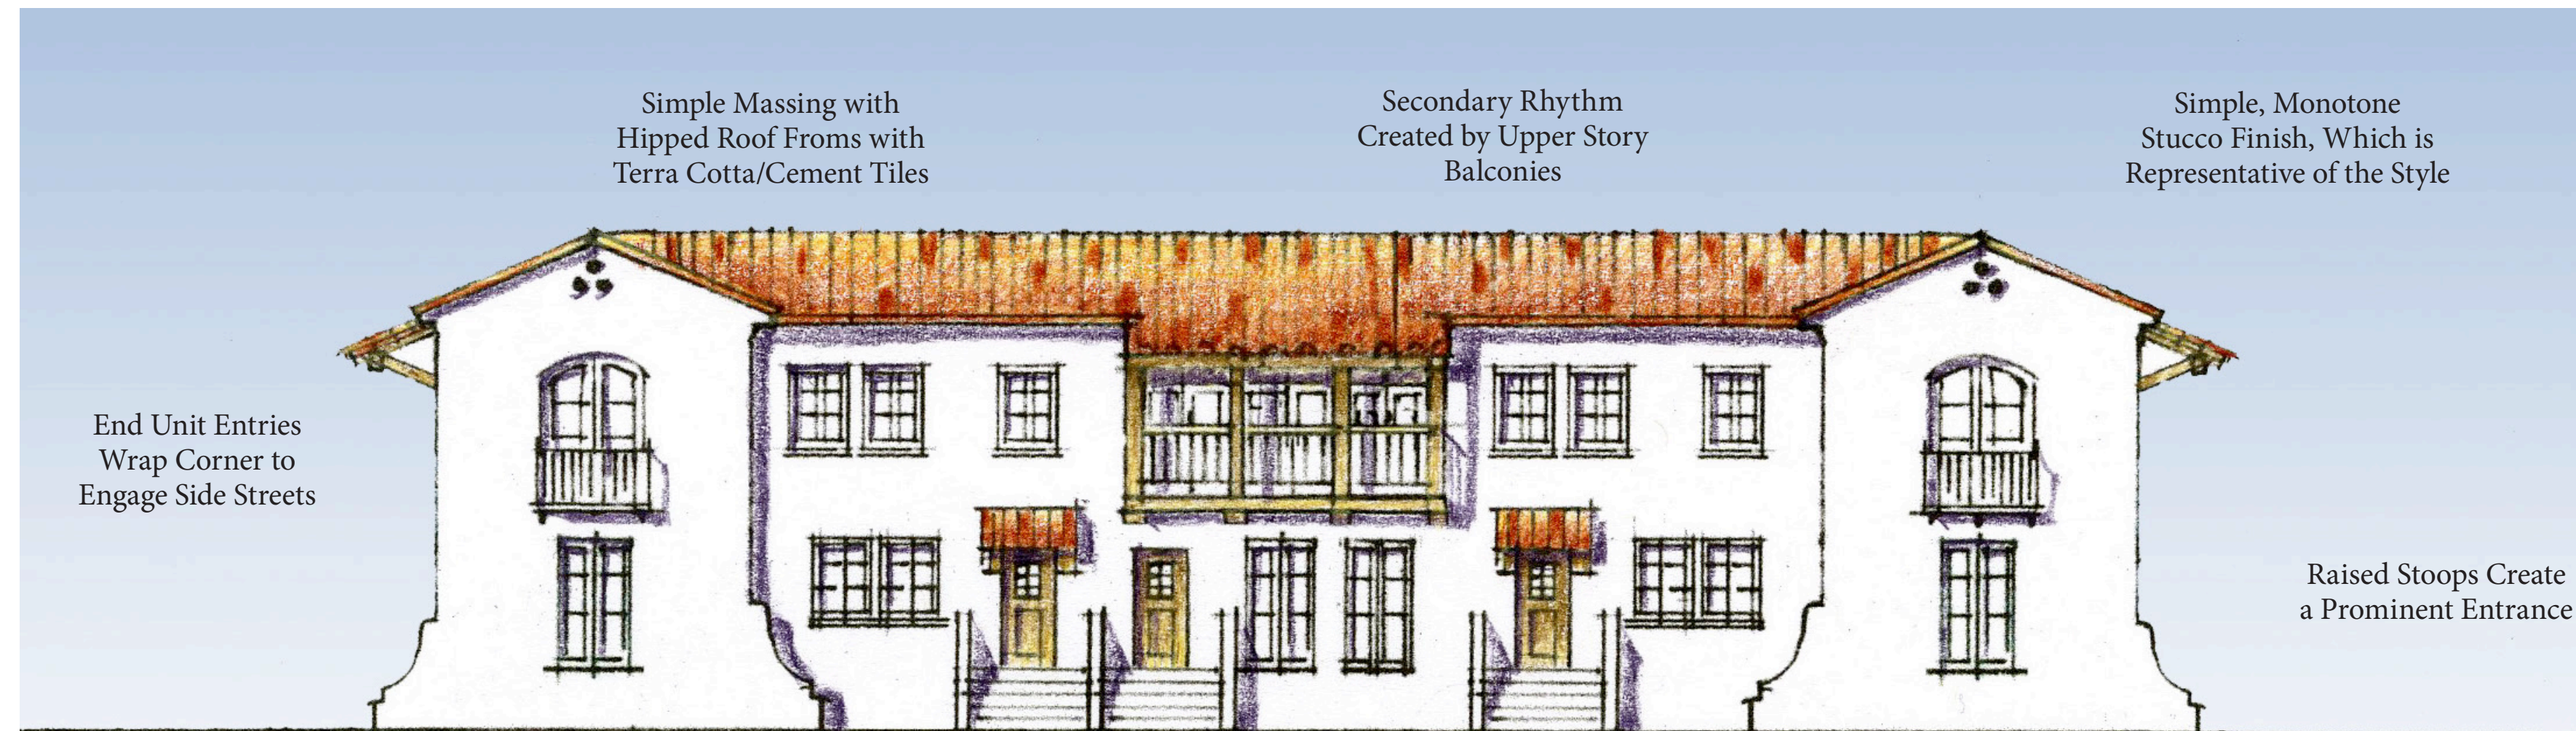 Simple Massing with
Hipped Roof Froms with
Terra Cotta/Cement Tiles
Secondary Rhythm
Created by Upper Story
Balconies
Simple, Monotone
Stucco Finish, Which is
Representative of the Style
End Unit Entries
Wrap Corner to
Engage Side Streets
Raised Stoops Create
a Prominent Entrance